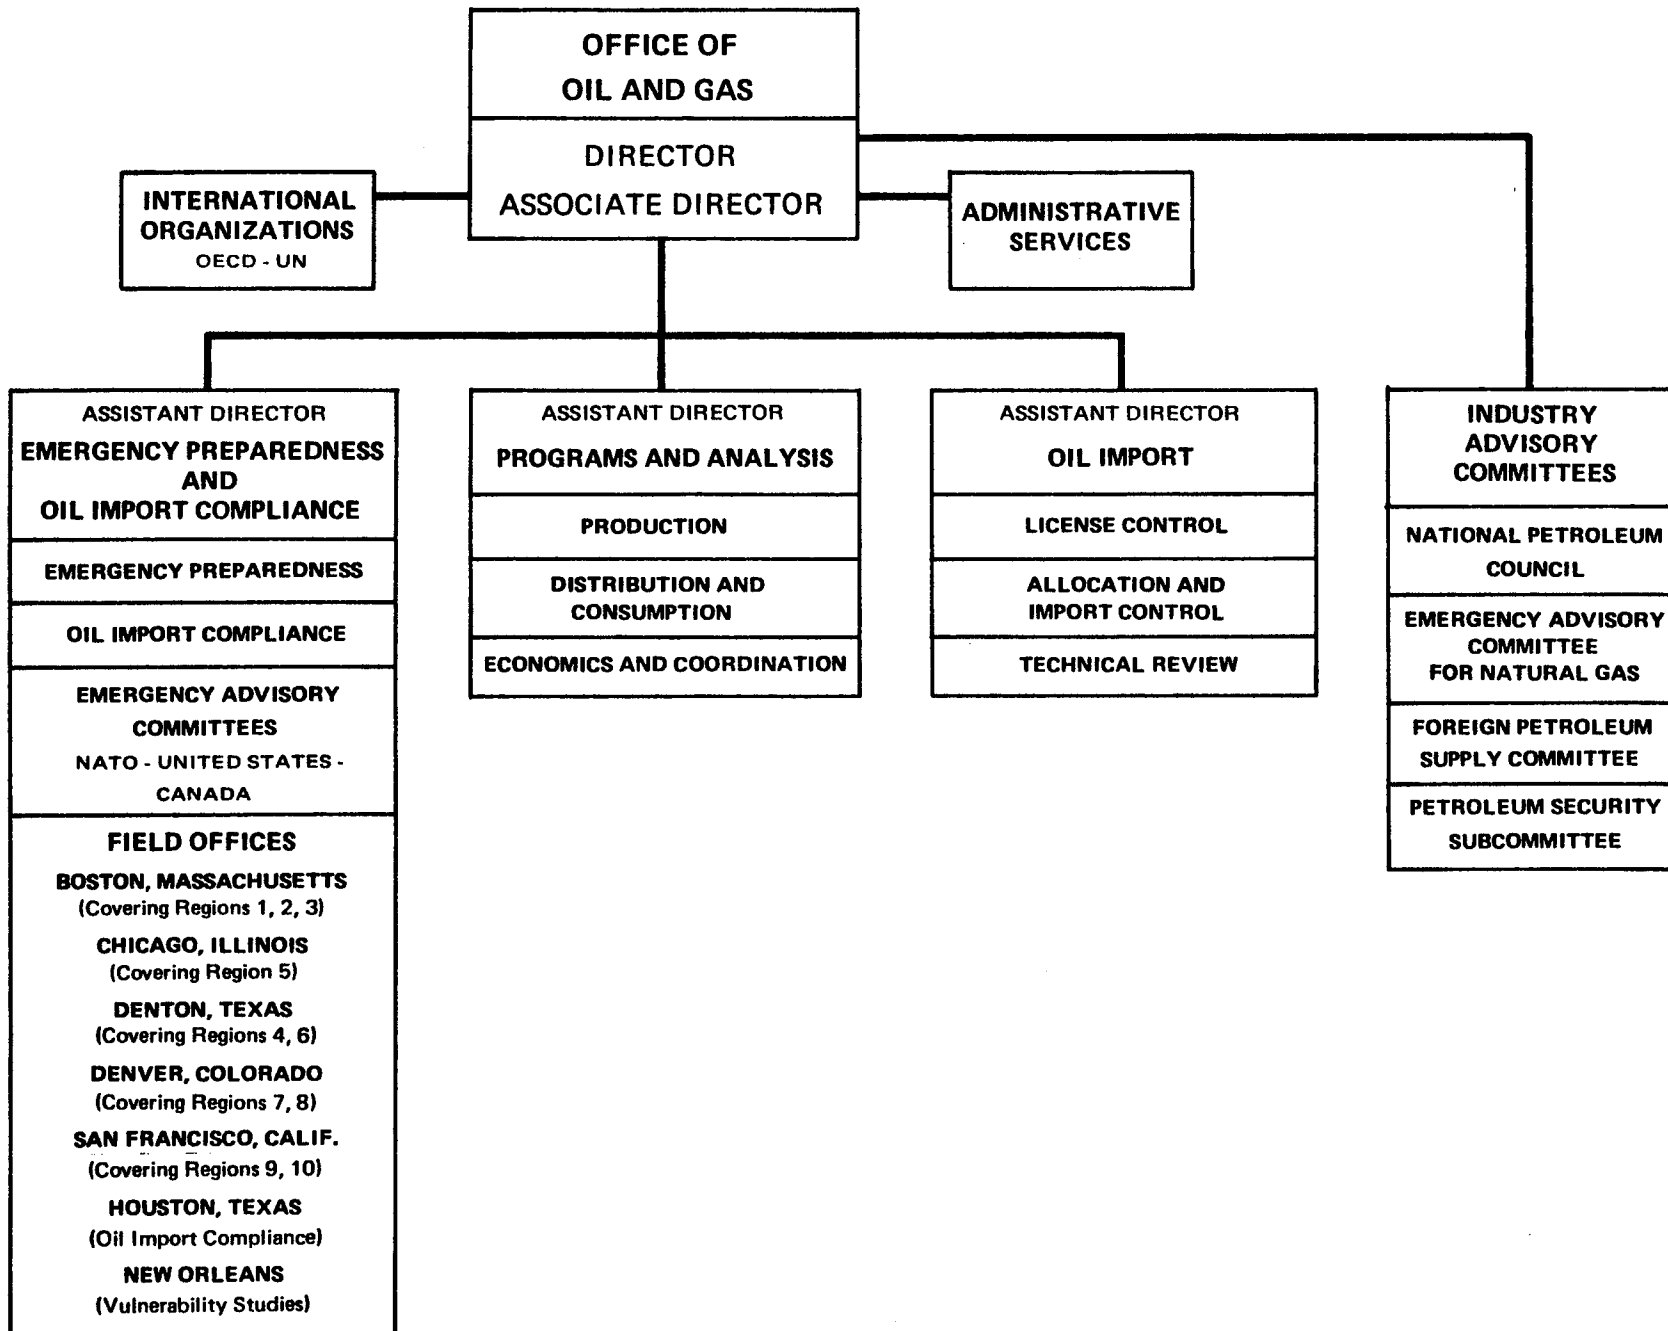 OFFICE OF
OIL AND GAS
DIRECTOR
ASSOCIATE DIRECTOR
INTERNATIONAL
ORGANIZATIONS
OECD - UN
ADMINISTRATIVE
SERVICES
ASSISTANT DIRECTOR
EMERGENCY PREPAREDNESS
AND
OIL IMPORT COMPLIANCE
EMERGENCY PREPAREDNESS
OIL IMPORT COMPLIANCE
EMERGENCY ADVISORY
COMMITTEES
NATO - UNITED STATES -
CANADA
FIELD OFFICES
BOSTON, MASSACHUSETTS
(Covering Regions 1, 2, 3)
CHICAGO, ILLINOIS
(Covering Region 5)
DENTON, TEXAS
(Covering Regions 4, 6)
DENVER, COLORADO
(Covering Regions 7, 8)
SAN FRANCISCO, CALIF.
(Covering Regions 9, 10)
HOUSTON, TEXAS
(Oil Import Compliance)
NEW ORLEANS
(Vulnerability Studies)
ASSISTANT DIRECTOR
PROGRAMS AND ANALYSIS
PRODUCTION
DISTRIBUTION AND
CONSUMPTION
ECONOMICS AND COORDINATION
ASSISTANT DIRECTOR
OIL IMPORT
LICENSE CONTROL
ALLOCATION AND
IMPORT CONTROL
TECHNICAL REVIEW
INDUSTRY
ADVISORY
COMMITTEES
NATIONAL PETROLEUM
COUNCIL
EMERGENCY ADVISORY
COMMITTEE
FOR NATURAL GAS
FOREIGN PETROLEUM
SUPPLY COMMITTEE
PETROLEUM SECURITY
SUBCOMMITTEE